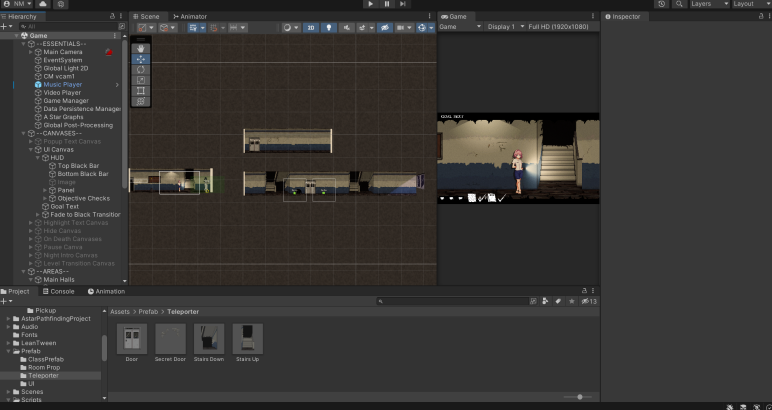 NM
Layers
Layout
Hierarchy
Scene
Animator
Game
Inspector
All
2D
Game
Display 1
Full HD (1920x1080)
Game
--ESSENTIALS--
Main Camera
EventSystem
Global Light 2D
CM vcam1
Music Player
Video Player
Game Manager
Data Persistence Manager
A Star Graphs
Global Post-Processing
--CANVASES--
Popup Text Canvas
UI Canvas
HUD
Top Black Bar
Bottom Black Bar
Image
Panel
Objective Checks
Goal Text
Fade to Black Transition
Highlight Text Canvas
Hide Canvas
On Death Canvases
Pause Canva
Night Intro Canvas
Level Transition Canvas
--AREAS--
Main Halls
GOAL TEXT
Project
Console
Animation
13
Pickup
AstarPathfindingProject
Audio
Fonts
LeanTween
Prefab
ClassPrefab
Room Prop
Teleporter
UI
Scenes
Scripts
Assets > Prefab > Teleporter
Door
Secret Door
Stairs Down
Stairs Up